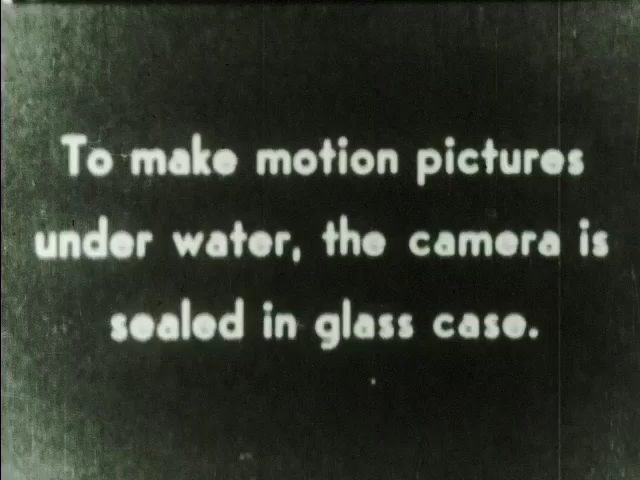 To make motion pictures
under water, the camera is
sealed in glass case.